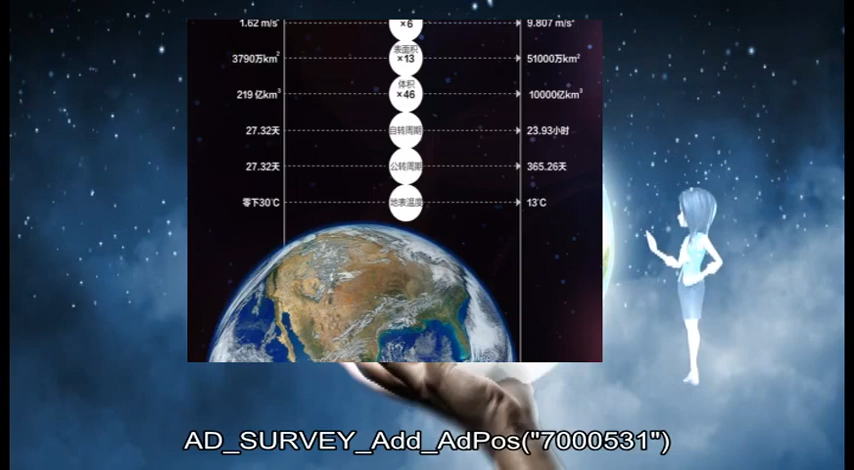 1.62 m/s² ×6 9.807 m/s²
表面积
3790万km² ×13 51000万km²
体积
219 亿km³ ×46 10000亿km³
27.32天 自转周期 23.93小时
27.32天 公转周期 365.26天
零下30℃ 地表温度 13℃
AD_SURVEY_Add_AdPos("7000531")